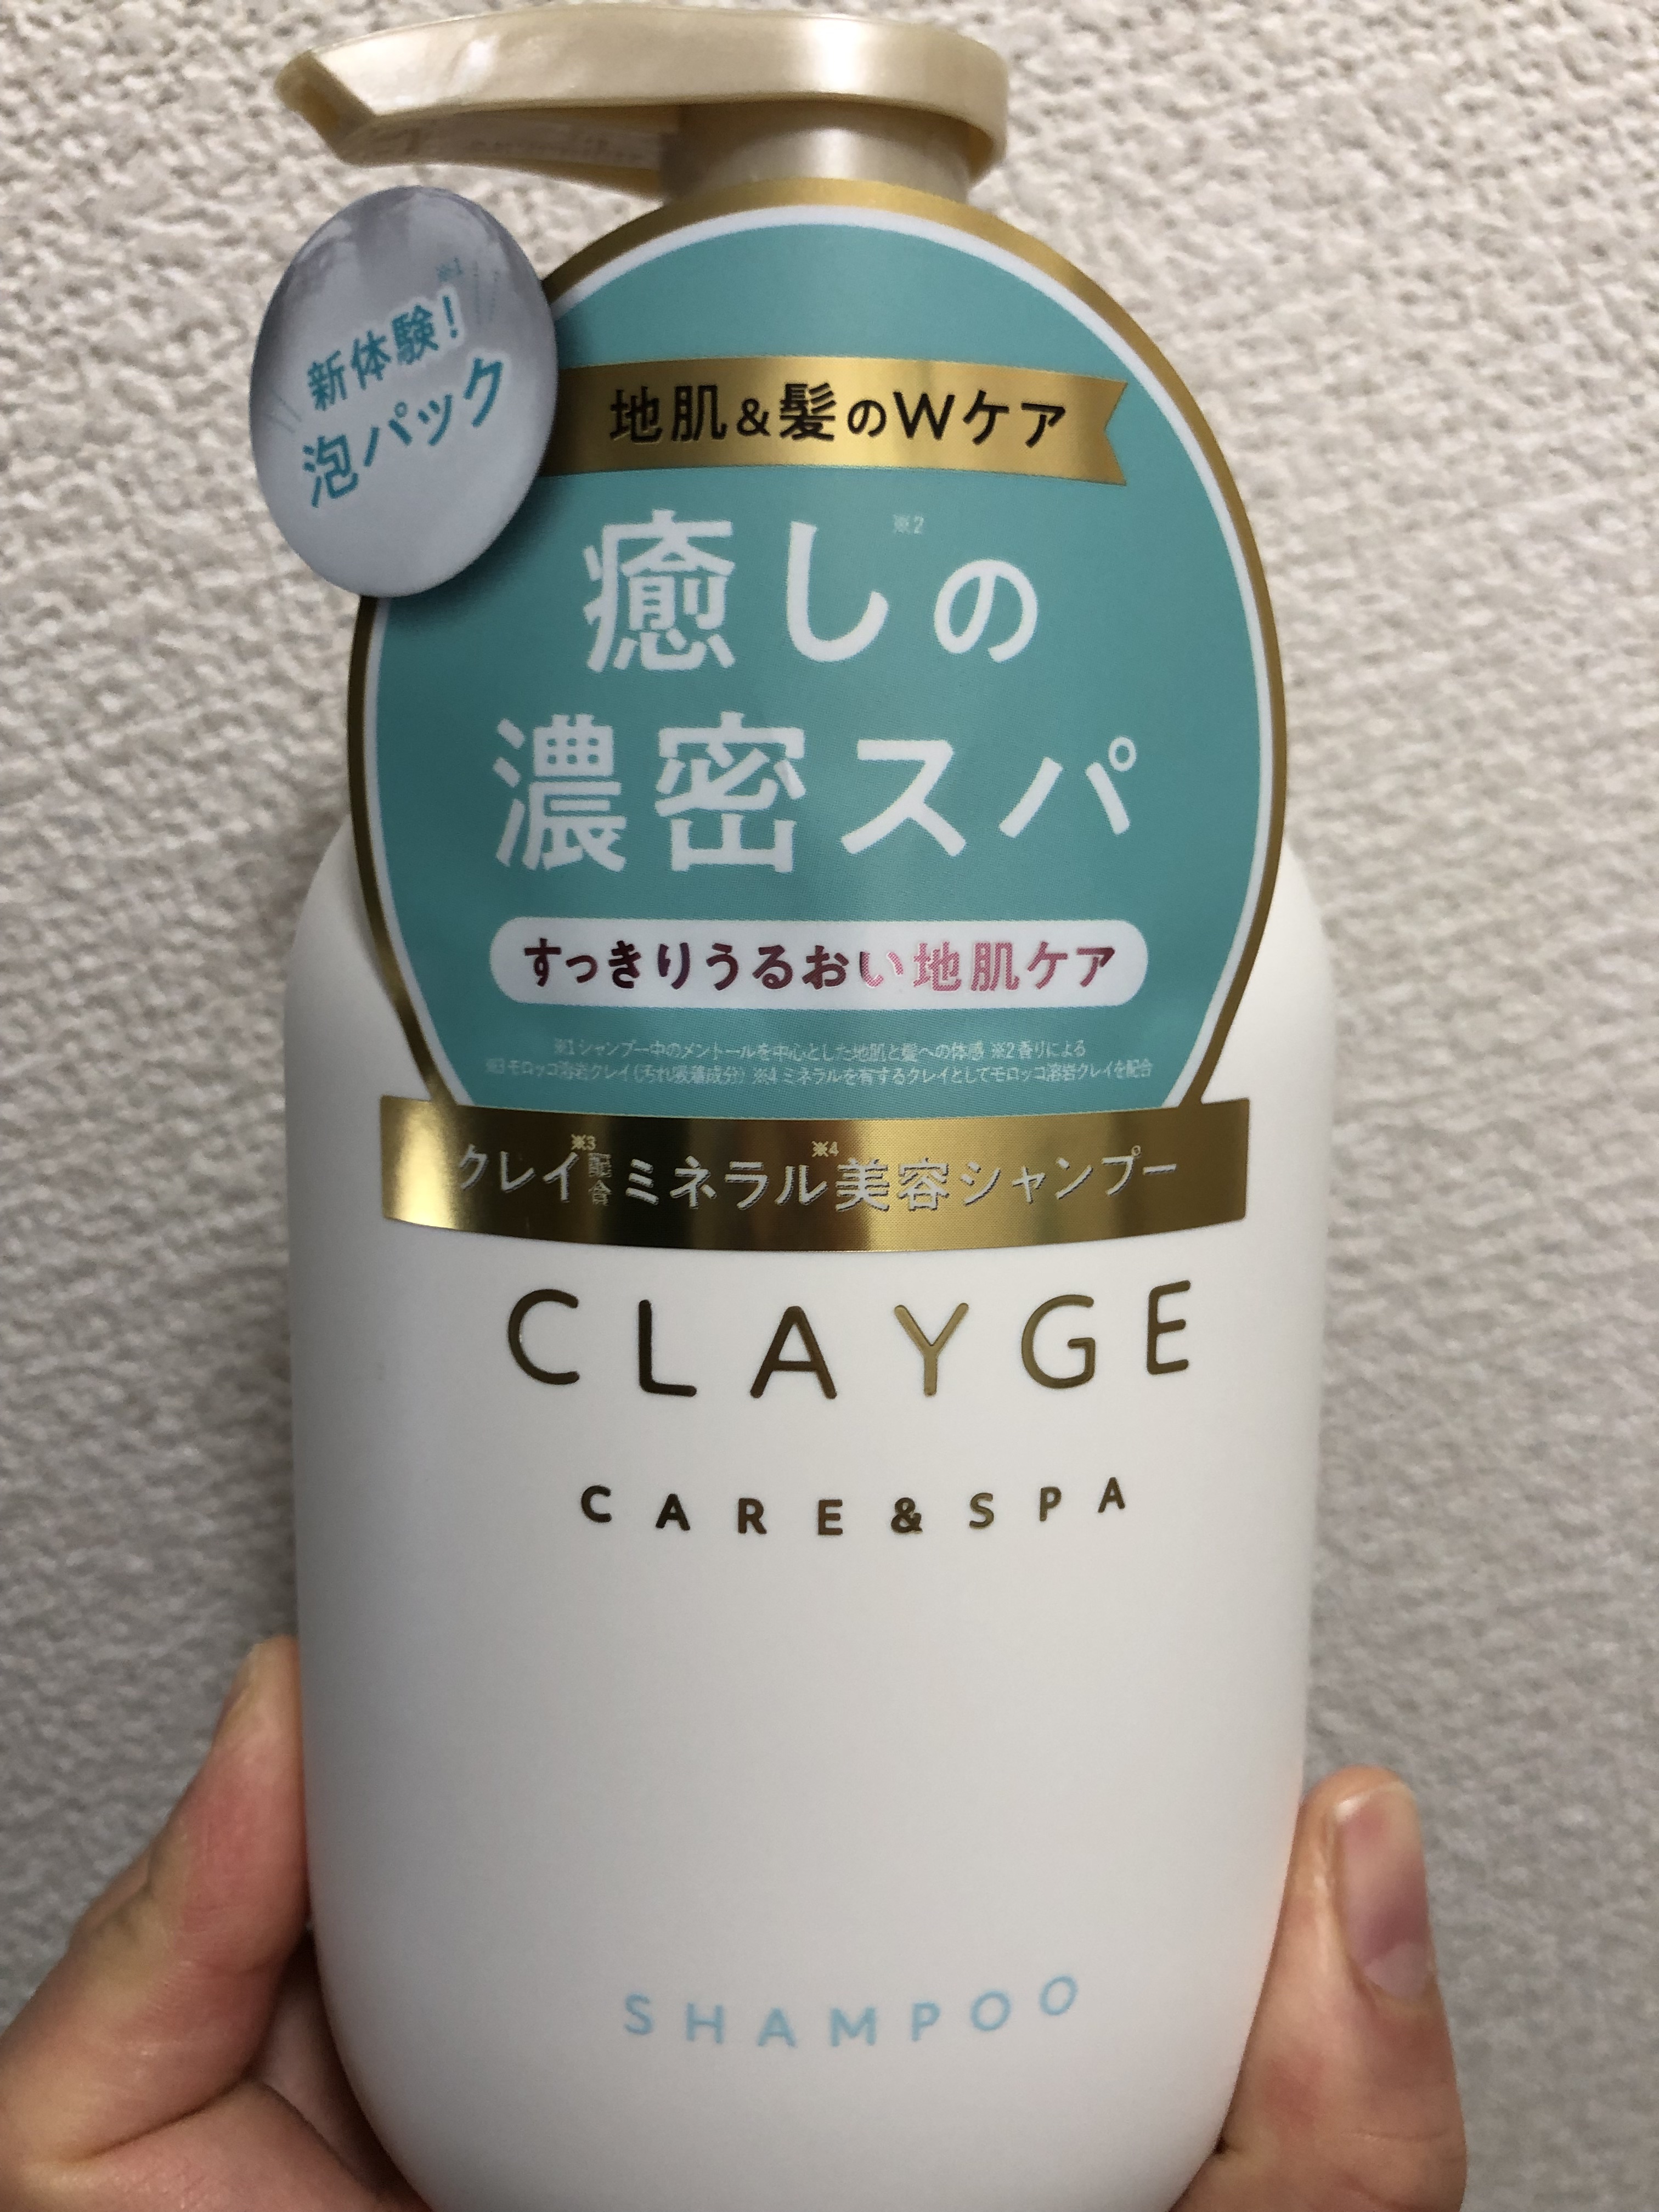 ※1
新体験!
泡パック
地肌&髪のWケア
癒し※2の
濃密スパ
すっきりうるおい地肌ケア
※1 シャンプー中のメントールを中心とした地肌と髪への体感 ※2 香りによる
※3 モロッコ溶岩クレイ(汚れ吸着成分) ※4 ミネラルを有するクレイとしてモロッコ溶岩クレイを配合
クレイ※3配合 ミネラル※4美容シャンプー
CLAYGE
CARE&SPA
SHAMPOO